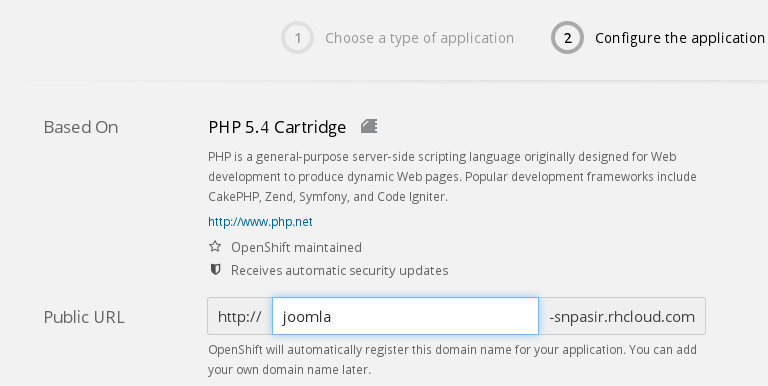 1 Choose a type of application 2 Configure the application
Based On PHP 5.4 Cartridge
PHP is a general-purpose server-side scripting language originally designed for Web
development to produce dynamic Web pages. Popular development frameworks include
CakePHP, Zend, Symfony, and Code Igniter.
http://www.php.net
OpenShift maintained
Receives automatic security updates
Public URL http:// joomla -snpasir.rhcloud.com
OpenShift will automatically register this domain name for your application. You can add
your own domain name later.